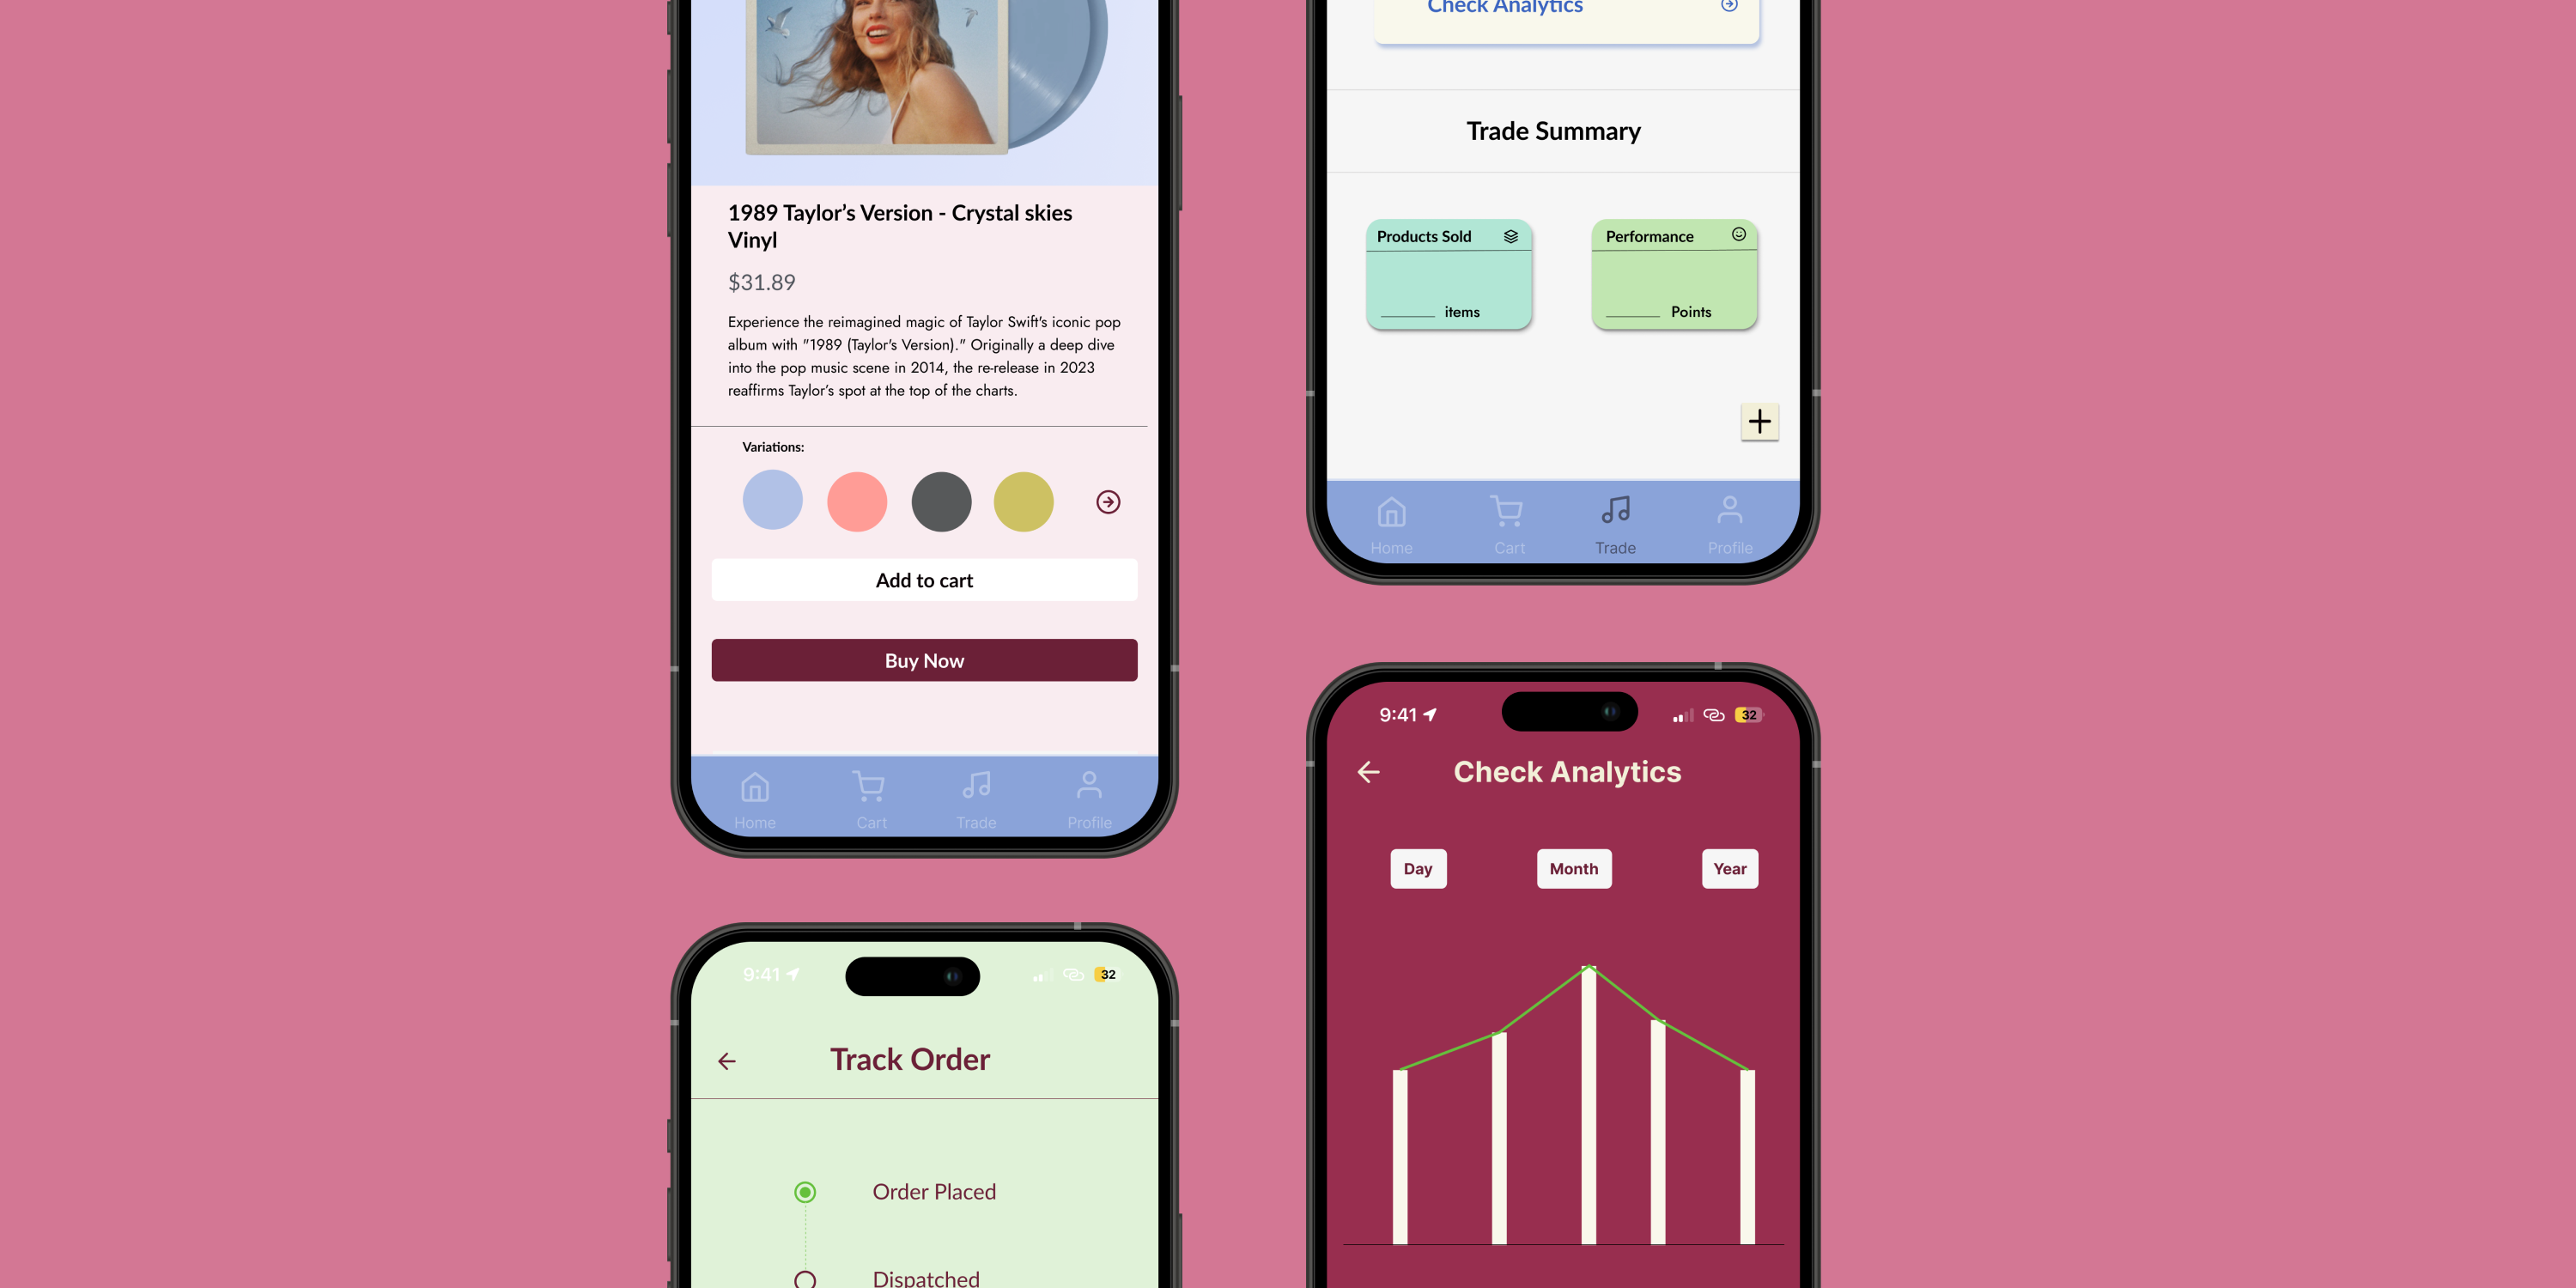 1989 Taylor’s Version - Crystal skies
Vinyl
$31.89
Experience the reimagined magic of Taylor Swift's iconic pop
album with "1989 (Taylor's Version)." Originally a deep dive
into the pop music scene in 2014, the re-release in 2023
reaffirms Taylor’s spot at the top of the charts.
Variations:
Add to cart
Buy Now
Home
Cart
Trade
Profile
9:41
32
Track Order
Order Placed
Dispatched
Check Analytics
Trade Summary
Products Sold
Performance
______ items
______ Points
Home
Cart
Trade
Profile
9:41
32
Check Analytics
Day
Month
Year